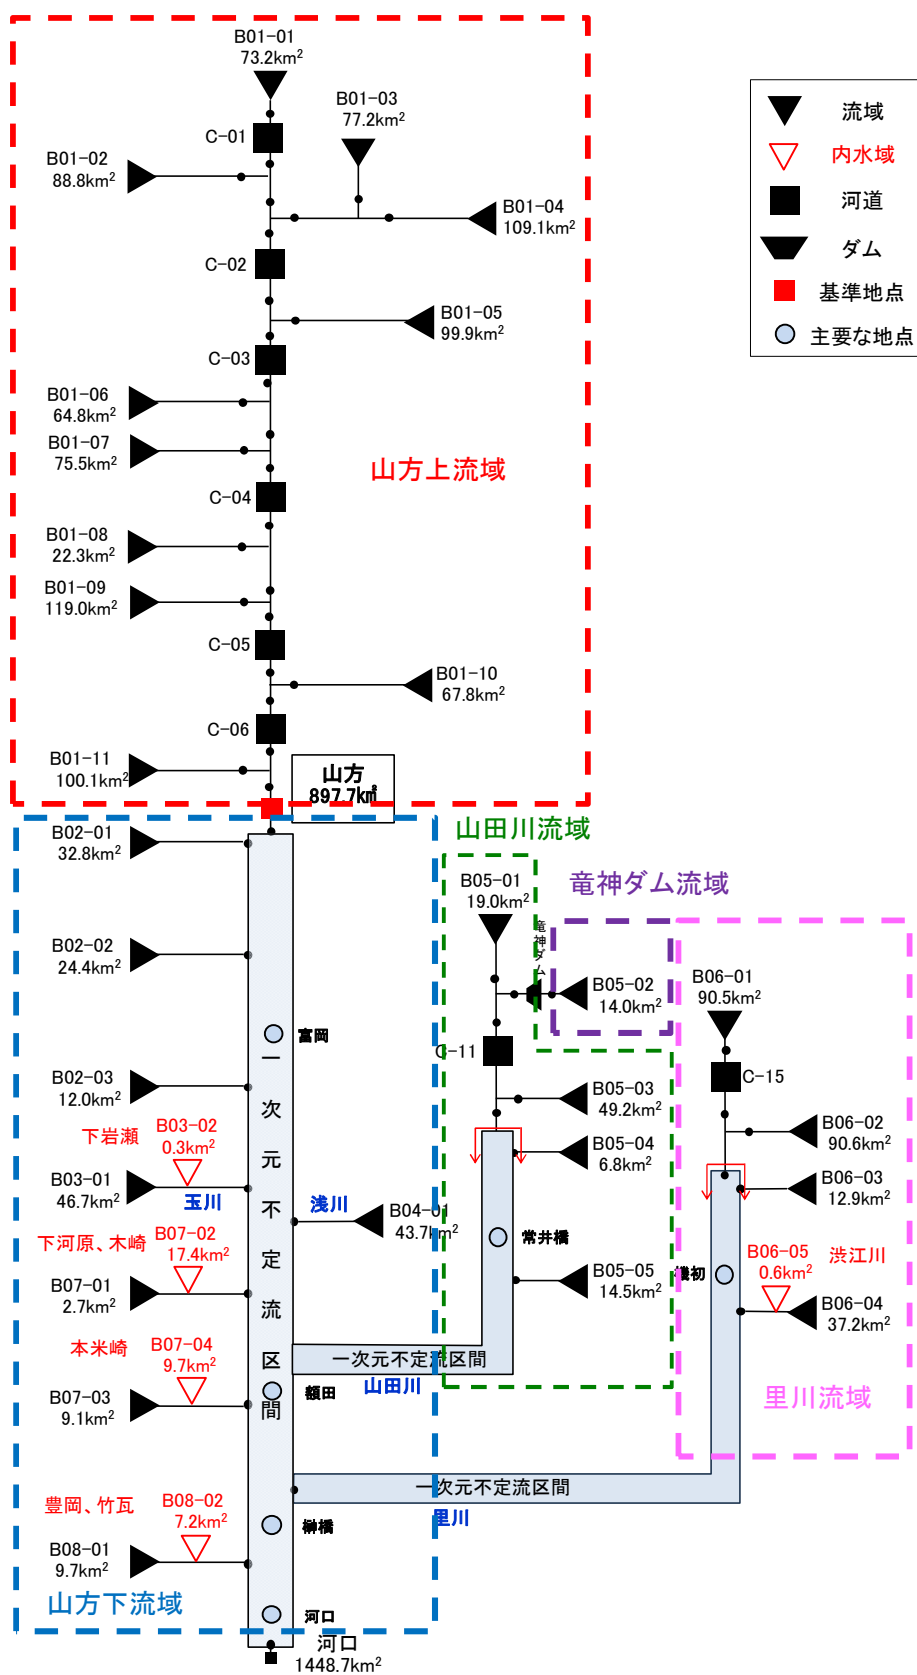 B01-01
73.2km²
B01-03
77.2km²
C-01
B01-02
88.8km²
B01-04
109.1km²
C-02
B01-05
99.9km²
C-03
B01-06
64.8km²
B01-07
75.5km²
山方上流域
C-04
B01-08
22.3km²
B01-09
119.0km²
C-05
B01-10
67.8km²
C-06
B01-11
100.1km²
山方
897.7k㎡
流域
内水域
河道
ダム
基準地点
主要な地点
B02-01
32.8km²
山田川流域
竜神ダム流域
B05-01
19.0km²
竜神ダム
B02-02
24.4km²
B05-02
14.0km²
B06-01
90.5km²
富岡
C-11
C-15
B02-03
12.0km²
B05-03
49.2km²
B06-02
90.6km²
下岩瀬
B03-02
0.3km²
B05-04
6.8km²
B03-01
46.7km²
玉川
浅川
B04-01
43.7km²
B06-03
12.9km²
常井橋
下河原、木崎
B07-02
17.4km²
B07-01
2.7km²
B05-05
14.5km²
機初
B06-05
0.6km²
渋江川
B06-04
37.2km²
一次元不定流区間
本米崎
B07-04
9.7km²
B07-03
9.1km²
額田
一次元不定流区間
山田川
里川流域
一次元不定流区間
里川
豊岡、竹瓦
B08-02
7.2km²
榊橋
B08-01
9.7km²
山方下流域
河口
河口
1448.7km²